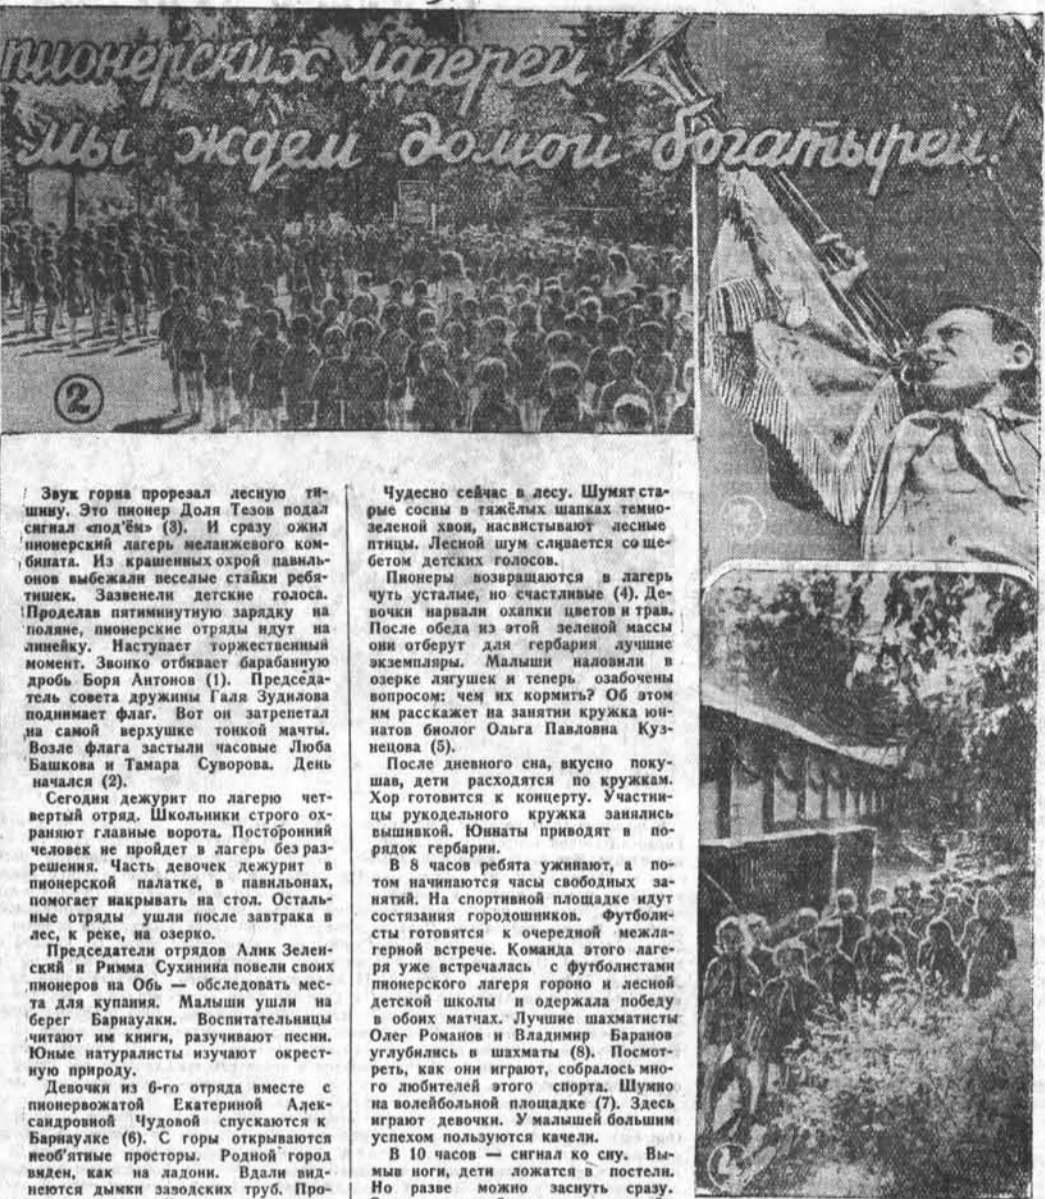 пионерских лагерей
мы ждем домой богатырей!
2
Звук горна прорезал лесную ти-
шину. Это пионер Доля Тезов подал
сигнал «под'ём» (3). И сразу ожил
пионерский лагерь меланжевого ком-
бината. Из крашенных охрой павиль-
онов выбежали веселые стайки ребя-
тишек. Зазвенели детские голоса.
Проделав пятиминутную зарядку на
поляне, пионерские отряды идут на
линейку. Наступает торжественный
момент. Звонко отбивает барабанную
дробь Боря Антонов (1). Председа-
тель совета дружины Галя Зудилова
поднимает флаг. Вот он затрепетал
на самой верхушке тонкой мачты.
Возле флага застыли часовые Люба
Башкова и Тамара Суворова. День
начался (2).
Сегодня дежурит по лагерю чет-
вертый отряд. Школьники строго ох-
раняют главные ворота. Посторонний
человек не пройдет в лагерь без раз-
решения. Часть девочек дежурит в
пионерской палатке, в павильонах,
помогает накрывать на стол. Осталь-
ные отряды ушли после завтрака в
лес, к реке, на озерко.
Председатели отрядов Алик Зелен-
ский и Римма Сухинина повели своих
пионеров на Обь — обследовать мес-
та для купания. Малыши ушли на
берег Барнаулки. Воспитательницы
читают им книги, разучивают песни.
Юные натуралисты изучают окрест-
ную природу.
Девочки из 6-го отряда вместе с
пионервожатой Екатериной Алек-
сандровной Чудовой спускаются к
Барнаулке (6). С горы открываются
необ'ятные просторы. Родной город
виден, как на ладони. Вдали вид-
неются дымки заводских труб. Про-
Чудесно сейчас в лесу. Шумят ста-
рые сосны в тяжёлых шапках темно-
зеленой хвои, насвистывают лесные
птицы. Лесной шум сливается со ще-
бетом детских голосов.
Пионеры возвращаются в лагерь
чуть усталые, но счастливые (4). Де-
вочки нарвали охапки цветов и трав.
После обеда из этой зеленой массы
они отберут для гербария лучшие
экземпляры. Малыши наловили в
озерке лягушек и теперь озабочены
вопросом: чем их кормить? Об этом
им расскажет на занятии кружка юн-
натов биолог Ольга Павловна Куз-
нецова (5).
После дневного сна, вкусно поку-
шав, дети расходятся по кружкам.
Хор готовится к концерту. Участни-
цы рукодельного кружка занялись
вышивкой. Юннаты приводят в по-
рядок гербарии.
В 8 часов ребята ужинают, а по-
том начинаются часы свободных за-
нятий. На спортивной площадке идут
состязания городошников. Футболи-
сты готовятся к очередной межла-
герной встрече. Команда этого лаге-
ря уже встречалась с футболистами
пионерского лагеря гороно и лесной
детской школы и одержала победу
в обоих матчах. Лучшие шахматисты
Олег Романов и Владимир Баранов
углубились в шахматы (8). Посмот-
реть, как они играют, собралось мно-
го любителей этого спорта. Шумно
на волейбольной площадке (7). Здесь
играют девочки. У малышей большим
успехом пользуются качели.
В 10 часов — сигнал ко сну. Вы-
мыв ноги, дети ложатся в постели.
Но разве можно заснуть сразу.
4